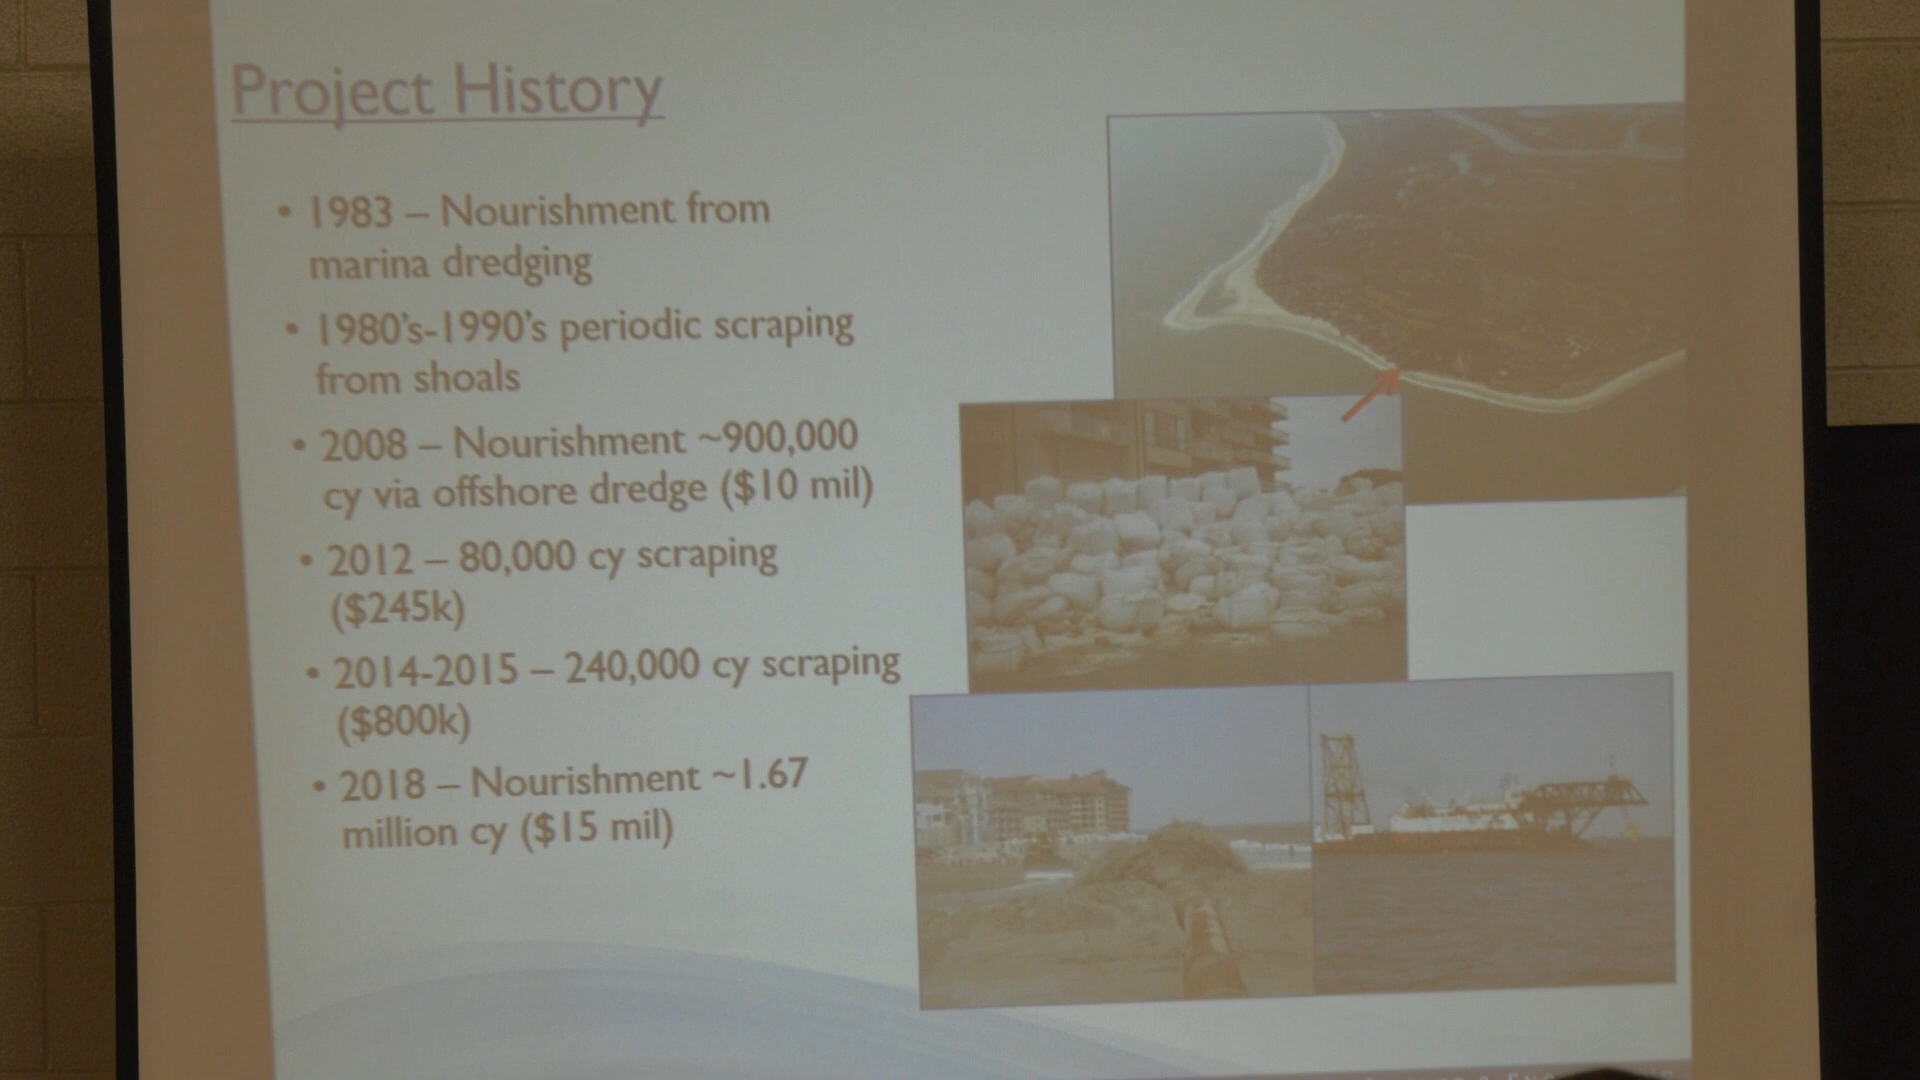 Project History
• 1983 – Nourishment from
marina dredging
• 1980's-1990's periodic scraping
from shoals
• 2008 – Nourishment ~900,000
cy via offshore dredge ($10 mil)
• 2012 – 80,000 cy scraping
($245k)
• 2014-2015 – 240,000 cy scraping
($800k)
• 2018 – Nourishment ~1.67
million cy ($15 mil)